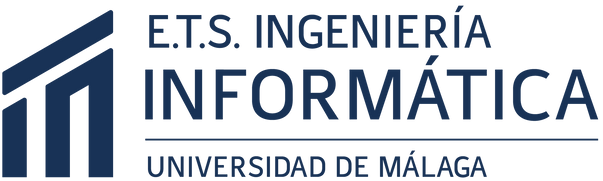 E.T.S. INGENIERÍA
INFORMÁTICA
UNIVERSIDAD DE MÁLAGA